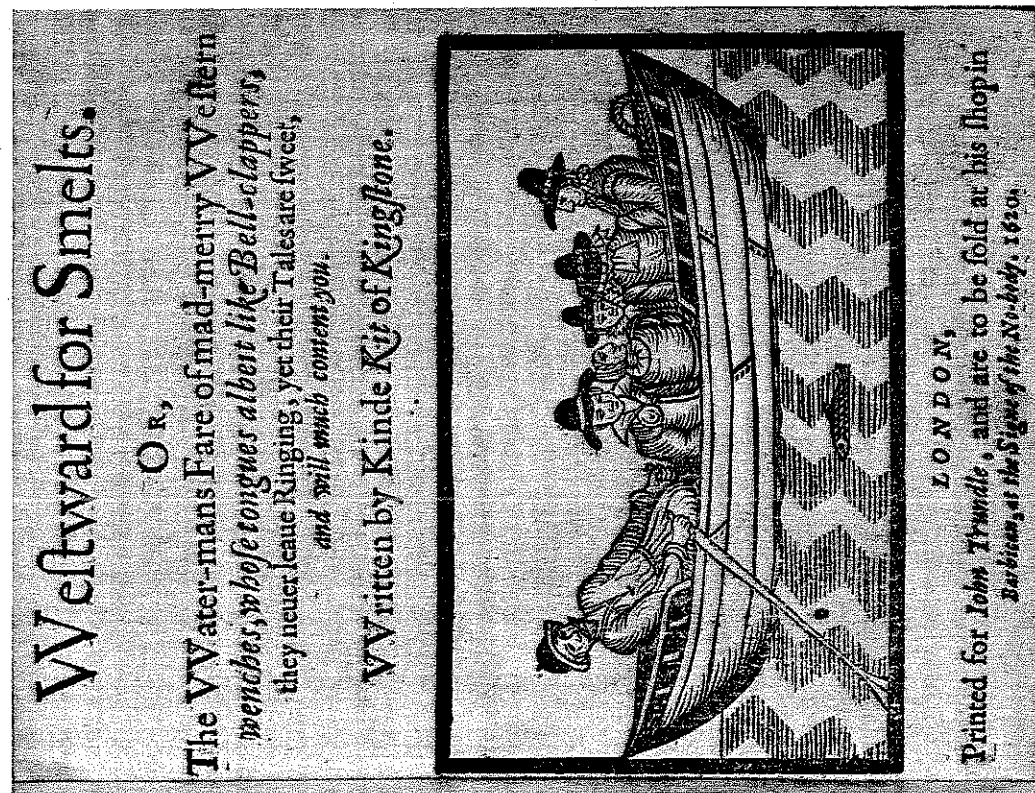 VVeſtward for Smelts.
OR,
The VVater-mans Fare of mad-merry VVeſtern
wenches, whoſe tongues albeit like Bell-clappers,
they neuer leaue Ringing, yet their Tales are ſweet,
and will much content you.
VVritten by Kinde Kit of Kingſtone.
LONDON,
Printed for Iohn Trundle, and are to be ſold at his ſhop in
Barbican, at the Signe of the No-body. 1620.